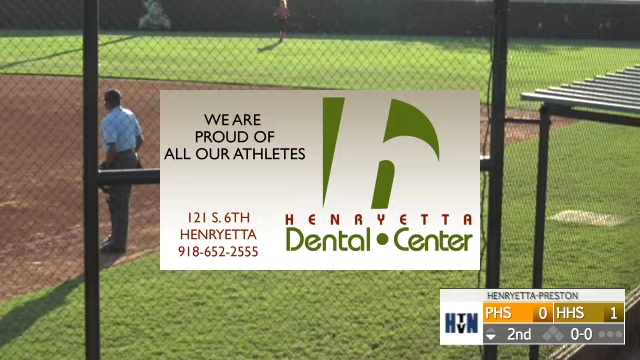 WE ARE
PROUD OF
ALL OUR ATHLETES
121 S. 6TH
HENRYETTA
918-652-2555
h
HENRYETTA
Dental • Center
HTVN
HENRYETTA-PRESTON
PHS 0 HHS 1
2nd 0-0